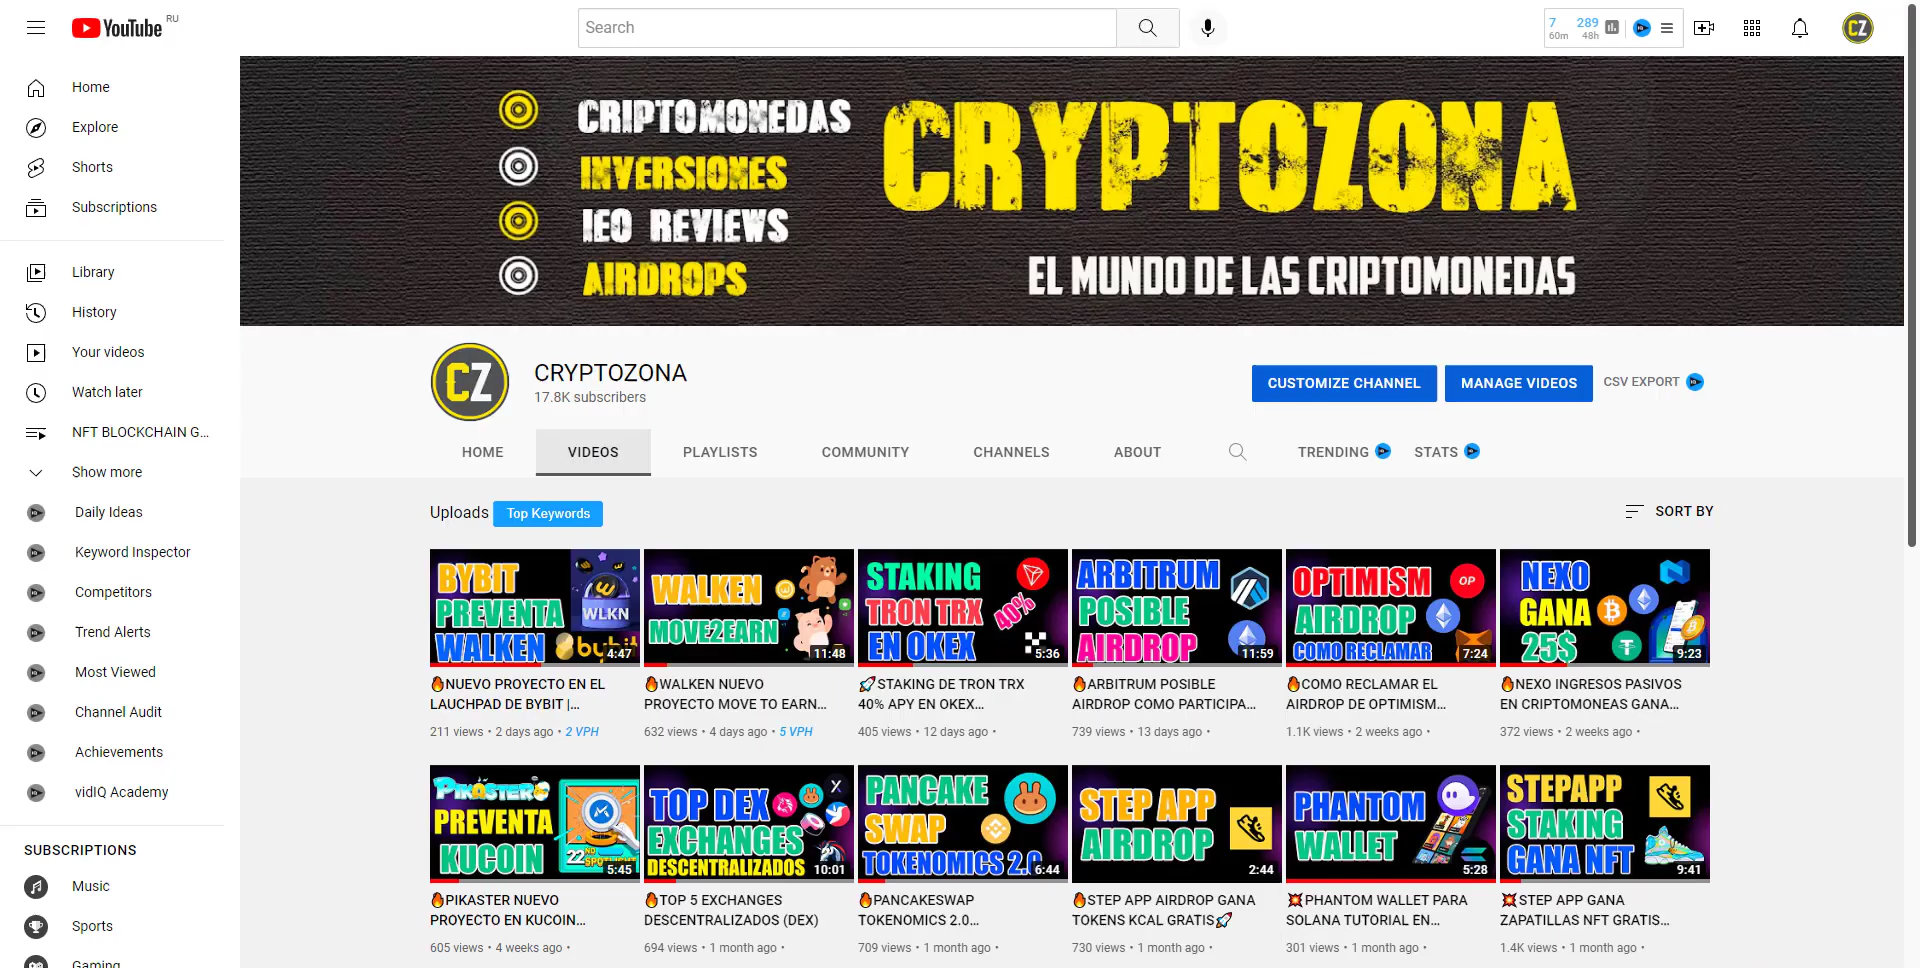 YouTube RU
Search
7 289
60m 48h
CZ
Home
Explore
Shorts
Subscriptions
Library
History
Your videos
Watch later
NFT BLOCKCHAIN G...
Show more
Daily Ideas
Keyword Inspector
Competitors
Trend Alerts
Most Viewed
Channel Audit
Achievements
vidIQ Academy
SUBSCRIPTIONS
Music
Sports
Gaming
CRIPTOMONEDAS
INVERSIONES
IEO REVIEWS
AIRDROPS
CRYPTOZONA
EL MUNDO DE LAS CRIPTOMONEDAS
CZ
CRYPTOZONA
17.8K subscribers
CUSTOMIZE CHANNEL
MANAGE VIDEOS
CSV EXPORT
HOME
VIDEOS
PLAYLISTS
COMMUNITY
CHANNELS
ABOUT
TRENDING
STATS
Uploads
Top Keywords
SORT BY
BYBIT
PREVENTA
WALKEN
WLKN
bybit
4:47
🔥NUEVO PROYECTO EN EL
LAUCHPAD DE BYBIT |...
211 views • 2 days ago • 2 VPH
WALKEN
MOVE2EARN
11:48
🔥WALKEN NUEVO
PROYECTO MOVE TO EARN...
632 views • 4 days ago • 5 VPH
STAKING
TRON TRX
40%
EN OKEX
5:36
🚀STAKING DE TRON TRX
40% APY EN OKEX...
405 views • 12 days ago •
ARBITRUM
POSIBLE
AIRDROP
11:59
🔥ARBITRUM POSIBLE
AIRDROP COMO PARTICIPA...
739 views • 13 days ago •
OPTIMISM
OP
AIRDROP
COMO RECLAMAR
7:24
🔥COMO RECLAMAR EL
AIRDROP DE OPTIMISM...
1.1K views • 2 weeks ago •
NEXO
GANA
25$
9:23
🔥NEXO INGRESOS PASIVOS
EN CRIPTOMONEAS GANA...
372 views • 2 weeks ago •
PIKASTER
PREVENTA
KUCOIN
22 NO
SPOTLIGHT
5:45
🔥PIKASTER NUEVO
PROYECTO EN KUCOIN...
605 views • 4 weeks ago •
TOP DEX
EXCHANGES
DESCENTRALIZADOS
10:01
🔥TOP 5 EXCHANGES
DESCENTRALIZADOS (DEX)
694 views • 1 month ago •
PANCAKE
SWAP
TOKENOMICS 2.0
6:44
🔥PANCAKESWAP
TOKENOMICS 2.0...
709 views • 1 month ago •
STEP APP
AIRDROP
2:44
🔥STEP APP AIRDROP GANA
TOKENS KCAL GRATIS🚀
730 views • 1 month ago •
PHANTOM
WALLET
5:28
💥PHANTOM WALLET PARA
SOLANA TUTORIAL EN...
301 views • 1 month ago •
STEPAPP
STAKING
GANA NFT
9:41
💥STEP APP GANA
ZAPATILLAS NFT GRATIS...
1.4K views • 1 month ago •